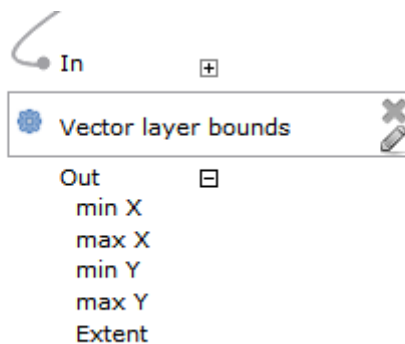 In
Vector layer bounds
Out
min X
max X
min Y
max Y
Extent